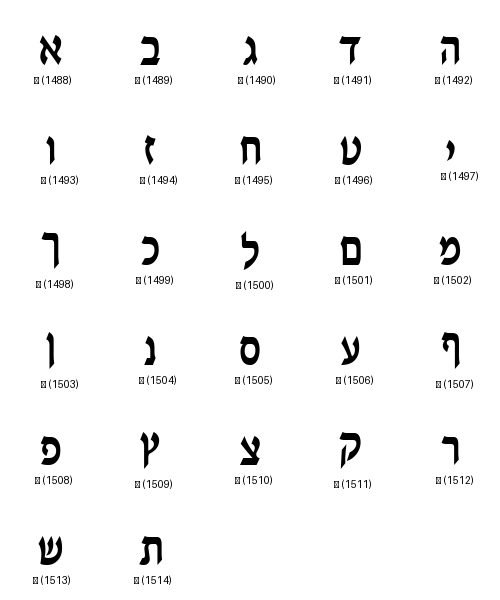 א ב ג ד ה
(1488) (1489) (1490) (1491) (1492)
ו ז ח ט י
(1493) (1494) (1495) (1496) (1497)
ך כ ל ם מ
(1498) (1499) (1500) (1501) (1502)
ן נ ס ע ף
(1503) (1504) (1505) (1506) (1507)
פ ץ צ ק ר
(1508) (1509) (1510) (1511) (1512)
ש ת
(1513) (1514)